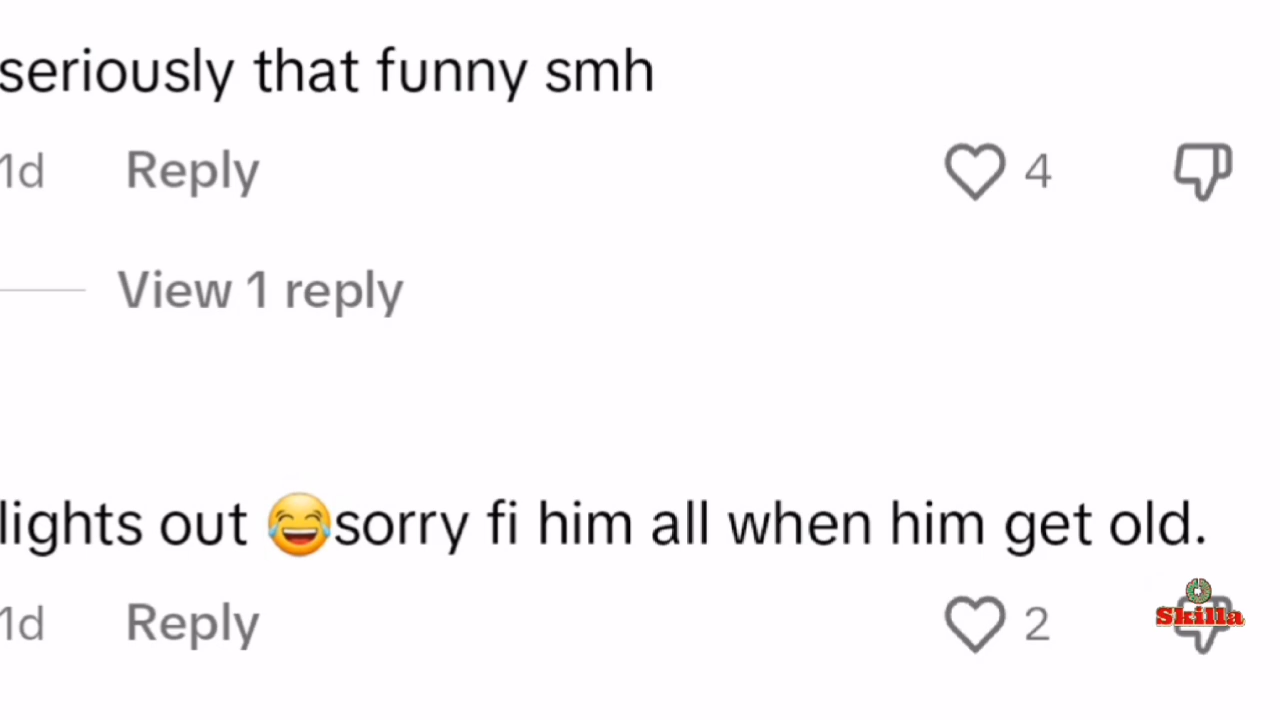 seriously that funny smh
1d Reply 4
View 1 reply
lights out 😂sorry fi him all when him get old.
1d Reply 2
Skilla